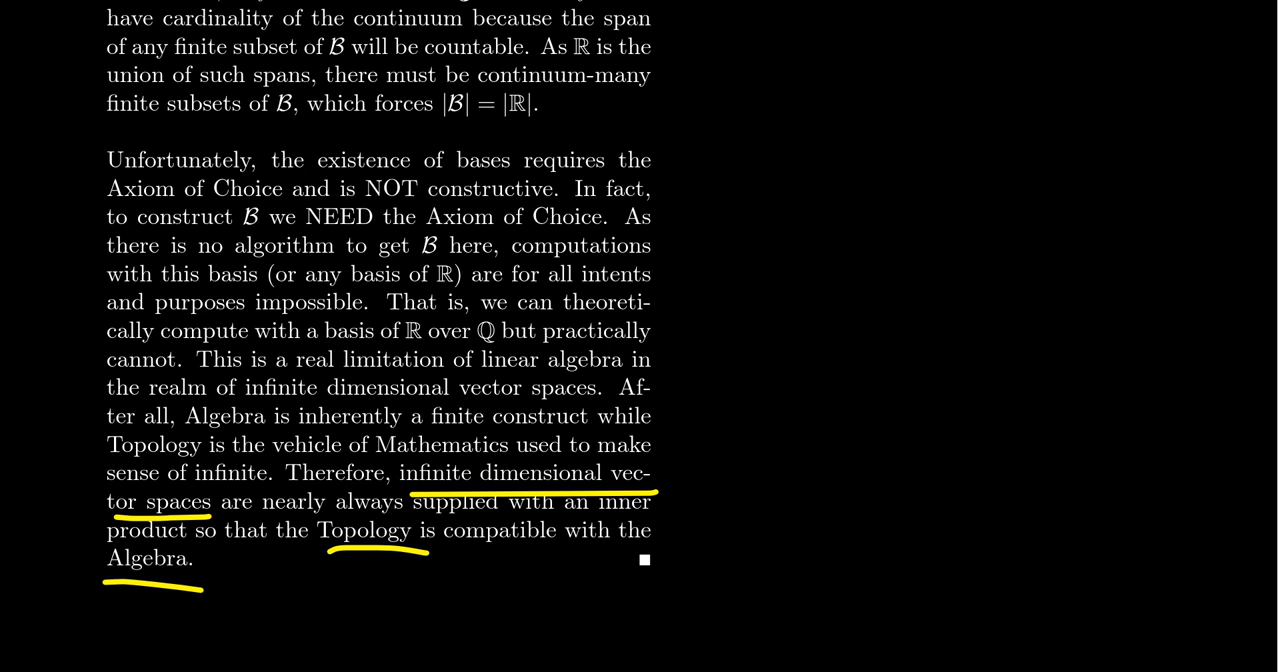 have cardinality of the continuum because the span
of any finite subset of ℬ will be countable. As ℝ is the
union of such spans, there must be continuum-many
finite subsets of ℬ, which forces |ℬ| = |ℝ|.
Unfortunately, the existence of bases requires the
Axiom of Choice and is NOT constructive. In fact,
to construct ℬ we NEED the Axiom of Choice. As
there is no algorithm to get ℬ here, computations
with this basis (or any basis of ℝ) are for all intents
and purposes impossible. That is, we can theoreti-
cally compute with a basis of ℝ over ℚ but practically
cannot. This is a real limitation of linear algebra in
the realm of infinite dimensional vector spaces. Af-
ter all, Algebra is inherently a finite construct while
Topology is the vehicle of Mathematics used to make
sense of infinite. Therefore, infinite dimensional vec-
tor spaces are nearly always supplied with an inner
product so that the Topology is compatible with the
Algebra. ■